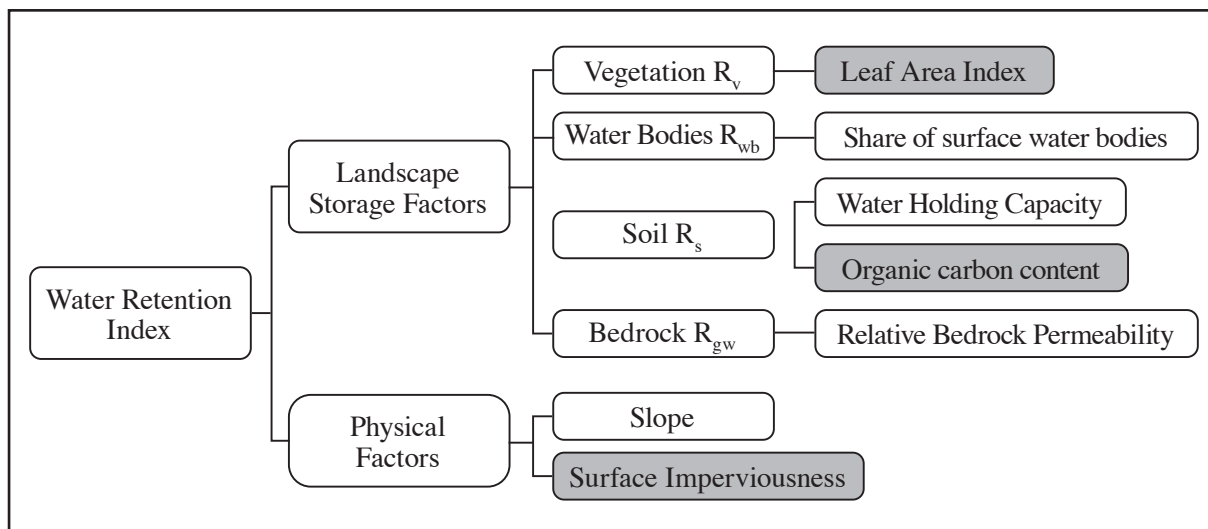 Water Retention
Index
Landscape
Storage Factors
Vegetation Rv
Leaf Area Index
Water Bodies Rwb
Share of surface water bodies
Soil Rs
Water Holding Capacity
Organic carbon content
Bedrock Rgw
Relative Bedrock Permeability
Physical
Factors
Slope
Surface Imperviousness